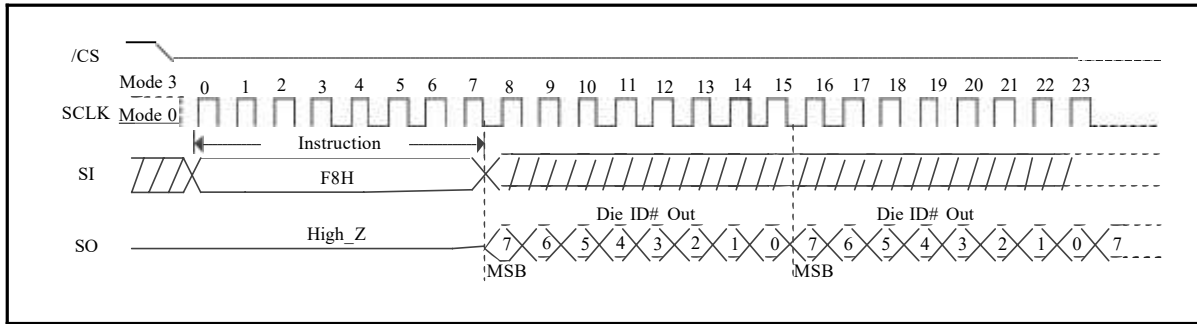 /CS
Mode 3 0 1 2 3 4 5 6 7 8 9 10 11 12 13 14 15 16 17 18 19 20 21 22 23
SCLK Mode 0
Instruction
SI F8H
Die ID# Out Die ID# Out
SO High_Z 7 6 5 4 3 2 1 0 7 6 5 4 3 2 1 0 7
MSB MSB